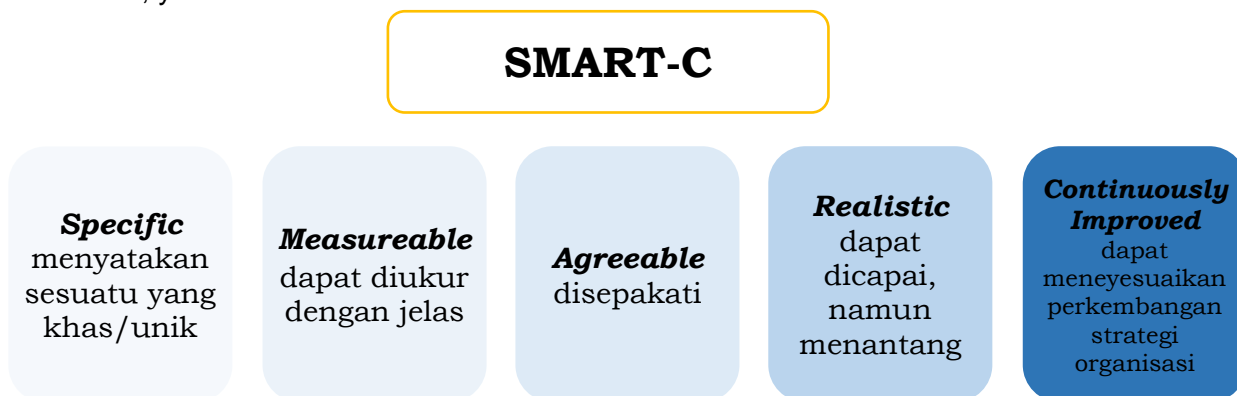 SMART-C
Specific
menyatakan
sesuatu yang
khas/unik
Measureable
dapat diukur
dengan jelas
Agreeable
disepakati
Realistic
dapat
dicapai,
namun
menantang
Continuously
Improved
dapat
meneyesuaikan
perkembangan
strategi
organisasi